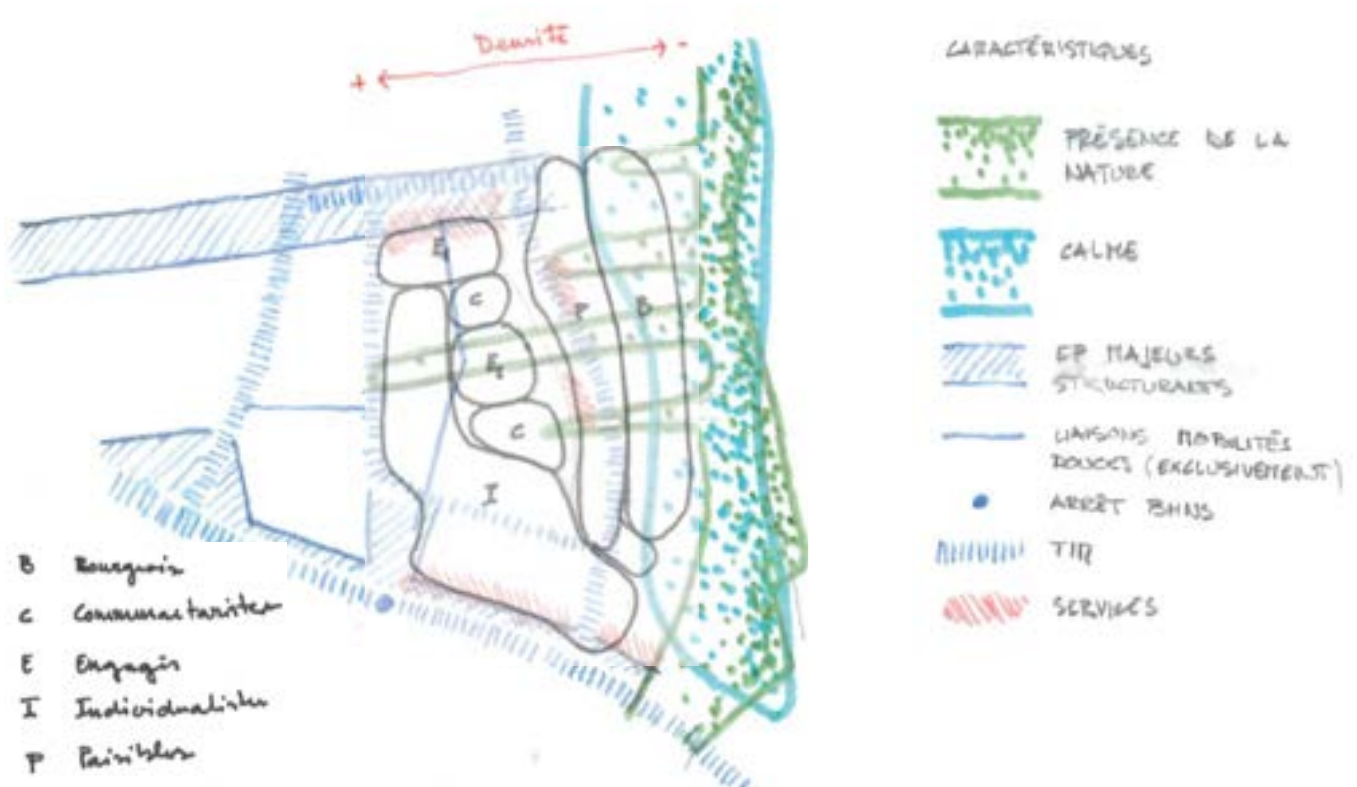 Densité
+ -
E
C
P
B
E
C
I
B Bourgeois
C Communautaristes
E Engagés
I Individualistes
P Paisibles
CARACTÉRISTIQUES
PRÉSENCE DE LA
NATURE
CALME
EP MAJEURS
STRUCTURANTS
LIAISONS MOBILITÉS
DOUCES (EXCLUSIVEMENT)
ARRÊT BHNS
SERVICES